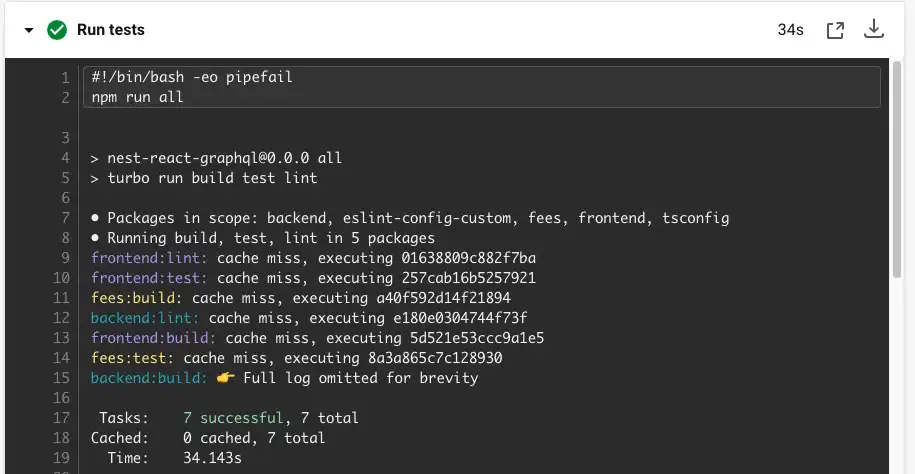 Run tests 34s
1 #!/bin/bash -eo pipefail
2 npm run all
3
4 > nest-react-graphql@0.0.0 all
5 > turbo run build test lint
6
7 • Packages in scope: backend, eslint-config-custom, fees, frontend, tsconfig
8 • Running build, test, lint in 5 packages
9 frontend:lint: cache miss, executing 01638809c882f7ba
10 frontend:test: cache miss, executing 257cab16b5257921
11 fees:build: cache miss, executing a40f592d14f21894
12 backend:lint: cache miss, executing e180e0304744f73f
13 frontend:build: cache miss, executing 5d521e53ccc9a1e5
14 fees:test: cache miss, executing 8a3a865c7c128930
15 backend:build: 👉 Full log omitted for brevity
16
17 Tasks: 7 successful, 7 total
18 Cached: 0 cached, 7 total
19 Time: 34.143s